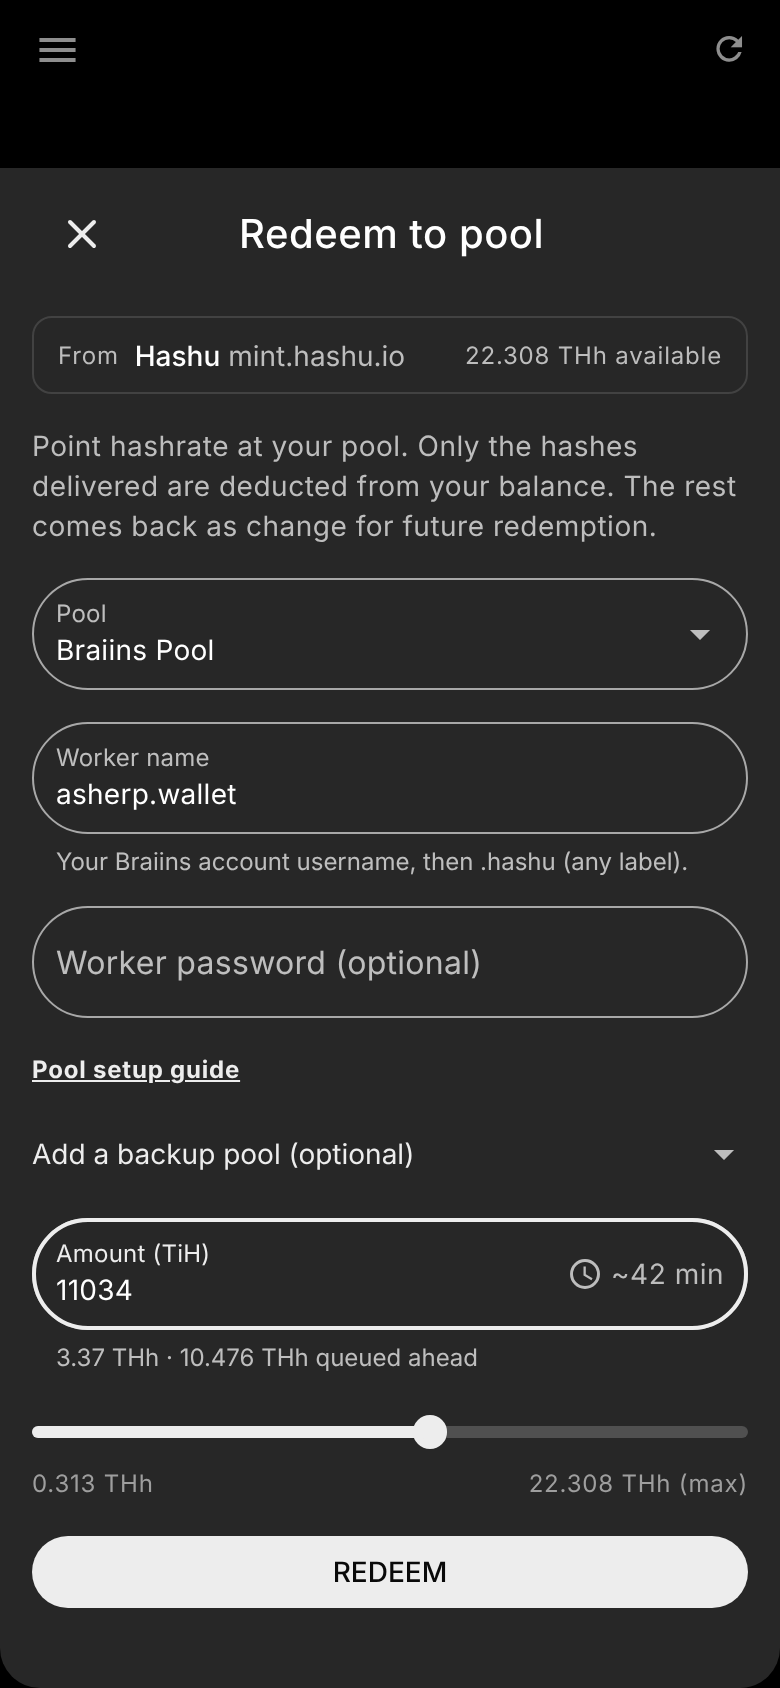 Redeem to pool
From Hashu mint.hashu.io 22.308 THh available
Point hashrate at your pool. Only the hashes
delivered are deducted from your balance. The rest
comes back as change for future redemption.
Pool
Braiins Pool
Worker name
asherp.wallet
Your Braiins account username, then .hashu (any label).
Worker password (optional)
Pool setup guide
Add a backup pool (optional)
Amount (TiH)
11034
~42 min
3.37 THh · 10.476 THh queued ahead
0.313 THh 22.308 THh (max)
REDEEM